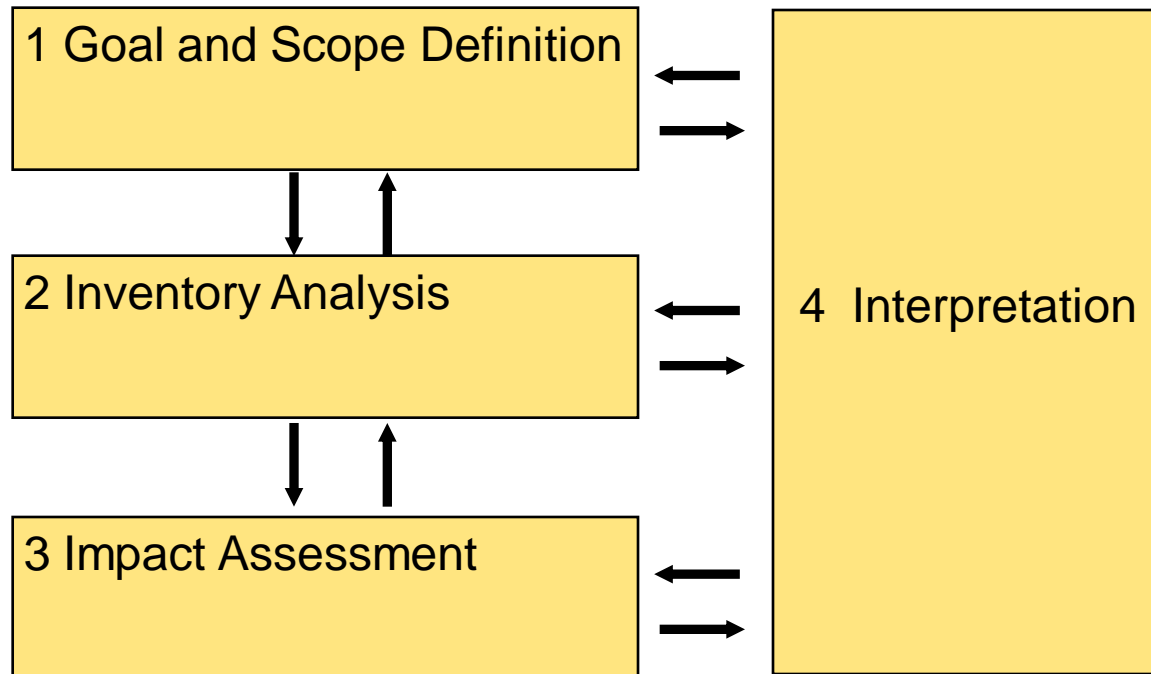 1 Goal and Scope Definition
2 Inventory Analysis
4 Interpretation
3 Impact Assessment